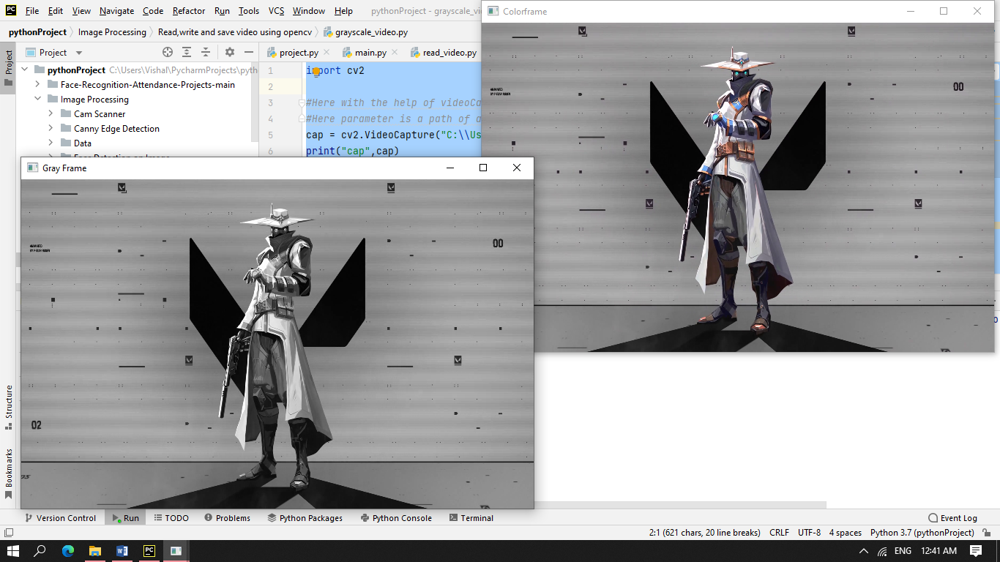 File Edit View Navigate Code Refactor Run Tools VCS Window Help pythonProject - grayscale_vi
Colorframe
pythonProject Image Processing Read,write and save video using opencv grayscale_video.py
Project project.py main.py read_video.py
Project
pythonProject C:\Users\Vishal\PycharmProjects\pyth
Face-Recognition-Attendance-Projects-main
Image Processing
Cam Scanner
Canny Edge Detection
Data
1 import cv2
2
3 #Here with the help of videoCa
4 #Here parameter is a path of a
5 cap = cv2.VideoCapture("C:\\Us
6 print("cap",cap)
00
Gray Frame
00
02
Structure
Bookmarks
Version Control Run TODO Problems Python Packages Python Console Terminal Event Log
2:1 (621 chars, 20 line breaks) CRLF UTF-8 4 spaces Python 3.7 (pythonProject)
ENG 12:41 AM